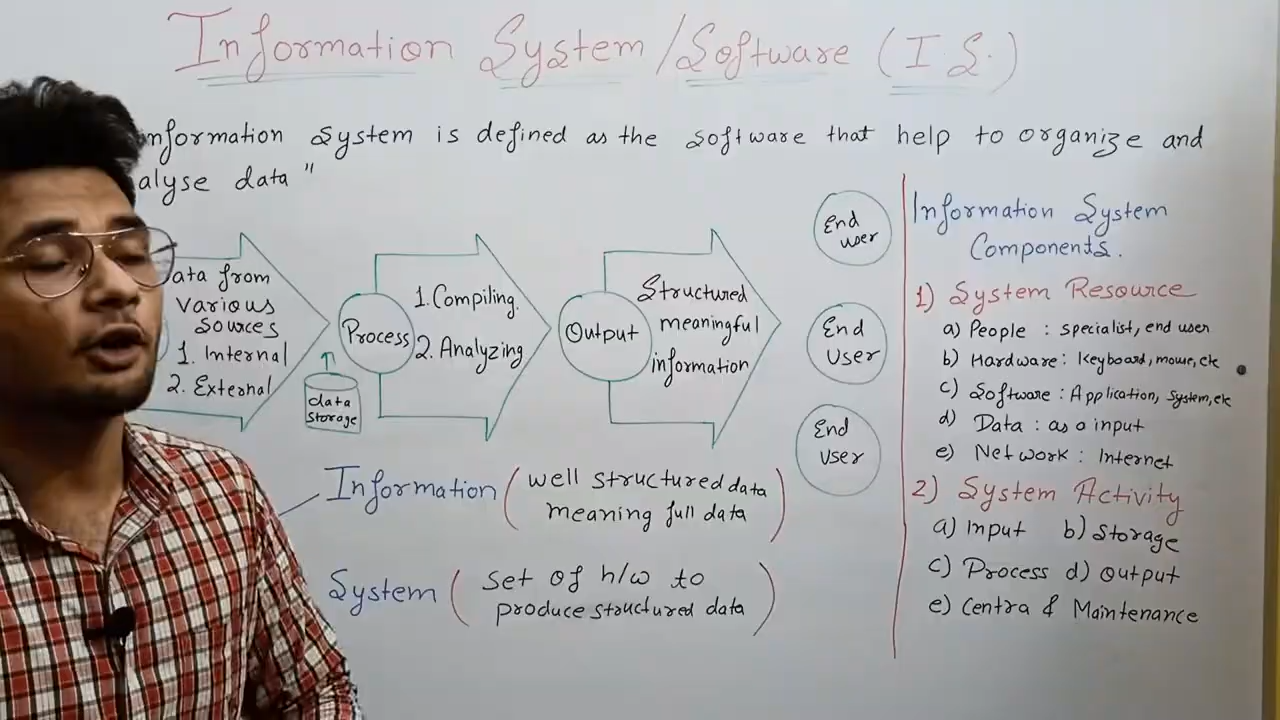 Information System/Software (I.S.)
nformation System is defined as the software that help to organize and
alyse data"
ata from
various
sources
1. Internal
2. External
data
storage
Process
1. Compiling.
2. Analyzing
Output
Structured
meaningful
information
End
user
End
User
End
User
Information (well structured data
meaning full data)
System (set of h/w to
produce structured data)
Information System
Components.
1) System Resource
a) People : specialist, end user
b) Hardware : Keyboard, mouse, etc
c) Software : Application, System, etc
d) Data : as a input
e) Network : Internet
2) System Activity
a) Input b) Storage
c) Process d) Output
e) Centra & Maintenance